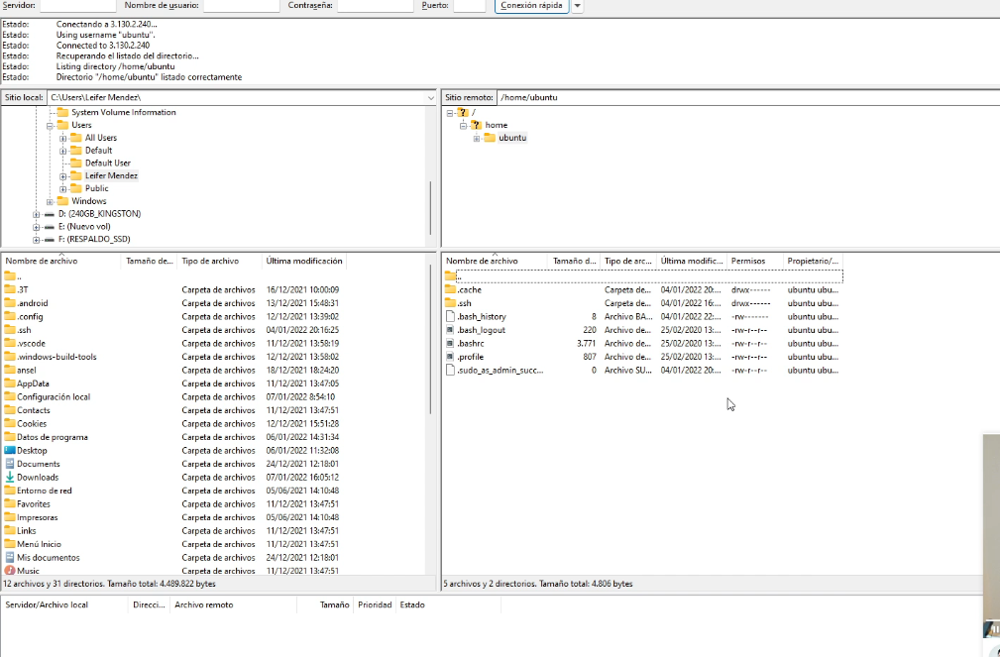 Servidor: Nombre de usuario: Contraseña: Puerto: Conexión rápida
Estado: Conectando a 3.130.2.240...
Estado: Using username "ubuntu".
Estado: Connected to 3.130.2.240
Estado: Recuperando el listado del directorio...
Estado: Listing directory /home/ubuntu
Estado: Directorio "/home/ubuntu" listado correctamente
Sitio local: C:\Users\Leifer Mendez\
System Volume Information
Users
All Users
Default
Default User
Leifer Mendez
Public
Windows
D: (240GB_KINGSTON)
E: (Nuevo vol)
F: (RESPALDO_SSD)
Sitio remoto: /home/ubuntu
/
home
ubuntu
Nombre de archivo Tamaño de... Tipo de archivo Última modificación
..
.3T Carpeta de archivos 16/12/2021 10:00:09
.android Carpeta de archivos 13/12/2021 15:48:31
.config Carpeta de archivos 12/12/2021 13:39:02
.ssh Carpeta de archivos 04/01/2022 20:16:25
.vscode Carpeta de archivos 11/12/2021 13:58:19
.windows-build-tools Carpeta de archivos 12/12/2021 13:58:02
ansel Carpeta de archivos 18/12/2021 18:24:20
AppData Carpeta de archivos 11/12/2021 13:47:05
Configuración local Carpeta de archivos 07/01/2022 8:54:10
Contacts Carpeta de archivos 11/12/2021 13:47:51
Cookies Carpeta de archivos 12/12/2021 15:51:28
Datos de programa Carpeta de archivos 06/01/2022 14:31:34
Desktop Carpeta de archivos 06/01/2022 11:32:08
Documents Carpeta de archivos 24/12/2021 12:18:01
Downloads Carpeta de archivos 07/01/2022 16:05:12
Entorno de red Carpeta de archivos 05/06/2021 14:10:48
Favorites Carpeta de archivos 11/12/2021 13:47:51
Impresoras Carpeta de archivos 05/06/2021 14:10:48
Links Carpeta de archivos 11/12/2021 13:47:51
Menú Inicio Carpeta de archivos 11/12/2021 13:47:51
Mis documentos Carpeta de archivos 24/12/2021 12:18:01
Music Carpeta de archivos 11/12/2021 13:47:51
12 archivos y 31 directorios. Tamaño total: 4.489.822 bytes
Nombre de archivo Tamaño d... Tipo de arc... Última modific... Permisos Propietario/...
..
.cache Carpeta de... 04/01/2022 20:... drwx------ ubuntu ubu...
.ssh Carpeta de... 04/01/2022 16:... drwx------ ubuntu ubu...
.bash_history 8 Archivo BA... 04/01/2022 22:... -rw------- ubuntu ubu...
.bash_logout 220 Archivo de... 25/02/2020 13:... -rw-r--r-- ubuntu ubu...
.bashrc 3.771 Archivo de... 25/02/2020 13:... -rw-r--r-- ubuntu ubu...
.profile 807 Archivo de... 25/02/2020 13:... -rw-r--r-- ubuntu ubu...
.sudo_as_admin_succ... 0 Archivo SU... 04/01/2022 20:... -rw-r--r-- ubuntu ubu...
5 archivos y 2 directorios. Tamaño total: 4.806 bytes
Servidor/Archivo local Direcci... Archivo remoto Tamaño Prioridad Estado